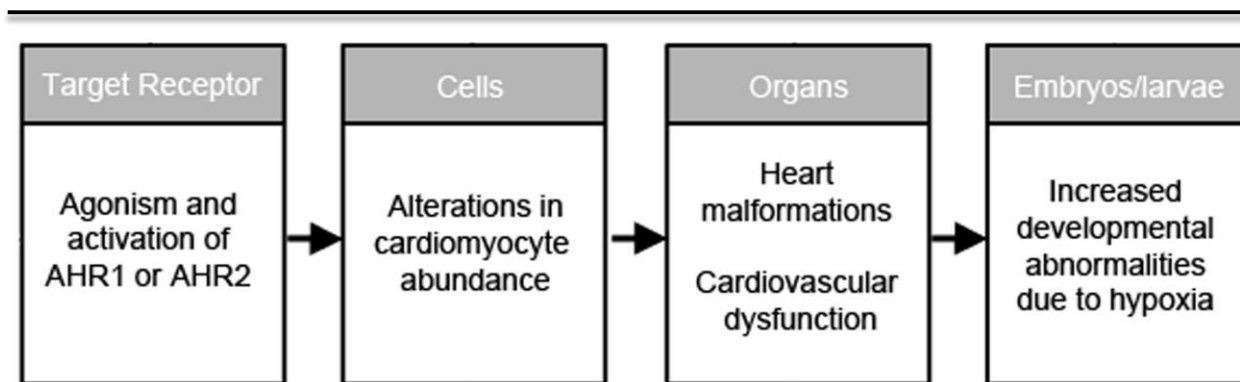 Target Receptor
Agonism and
activation of
AHR1 or AHR2
Cells
Alterations in
cardiomyocyte
abundance
Organs
Heart
malformations
Cardiovascular
dysfunction
Embryos/larvae
Increased
developmental
abnormalities
due to hypoxia